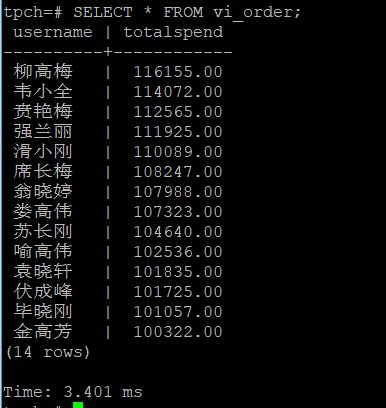 tpch=# SELECT * FROM vi_order;
username | totalspend
----------+------------
柳高梅 | 116155.00
韦小全 | 114072.00
贲艳梅 | 112565.00
强兰丽 | 111925.00
滑小刚 | 110089.00
席长梅 | 108247.00
翁晓婷 | 107988.00
娄高伟 | 107323.00
苏长刚 | 104640.00
喻高伟 | 102536.00
袁晓轩 | 101835.00
伏成峰 | 101725.00
毕晓刚 | 101057.00
金高芳 | 100322.00
(14 rows)
Time: 3.401 ms